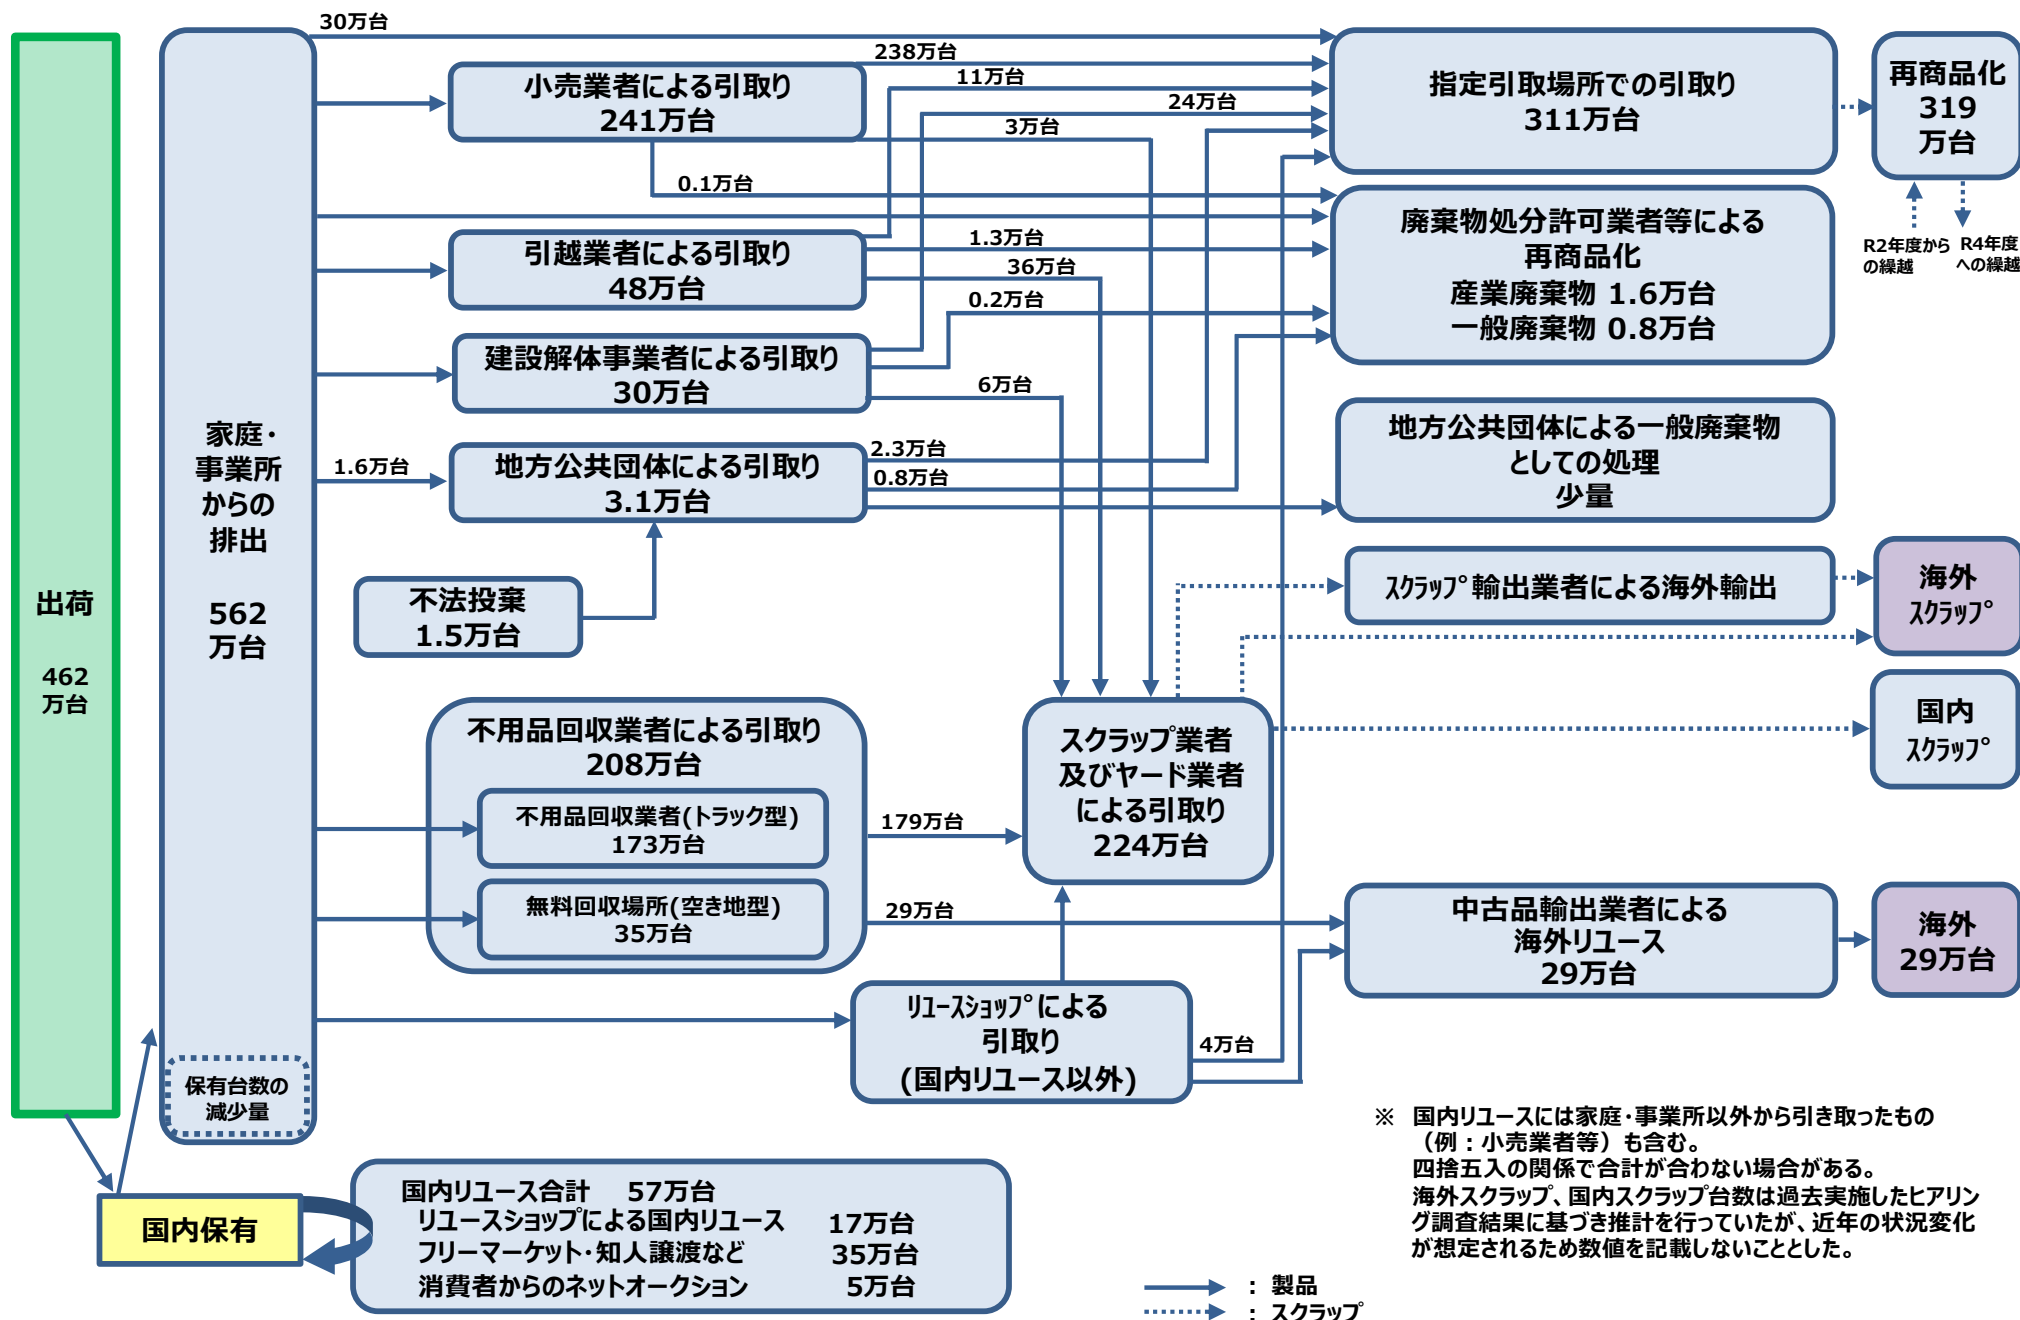 出荷
462
万台
家庭・
事業所
からの
排出
562
万台
保有台数の
減少量
30万台
小売業者による引取り
241万台
238万台
11万台
24万台
3万台
0.1万台
引越業者による引取り
48万台
1.3万台
36万台
0.2万台
建設解体事業者による引取り
30万台
6万台
1.6万台
地方公共団体による引取り
3.1万台
2.3万台
0.8万台
不法投棄
1.5万台
不用品回収業者による引取り
208万台
不用品回収業者(トラック型)
173万台
無料回収場所(空き地型)
35万台
179万台
29万台
スクラップ業者
及びヤード業者
による引取り
224万台
ﾘﾕｰｽｼｮｯﾌﾟによる
引取り
(国内リユース以外)
4万台
指定引取場所での引取り
311万台
再商品化
319
万台
R2年度から
の繰越
R4年度
への繰越
廃棄物処分許可業者等による
再商品化
産業廃棄物 1.6万台
一般廃棄物 0.8万台
地方公共団体による一般廃棄物
としての処理
少量
ｽｸﾗｯﾌﾟ輸出業者による海外輸出
海外
ｽｸﾗｯﾌﾟ
国内
ｽｸﾗｯﾌﾟ
中古品輸出業者による
海外リユース
29万台
海外
29万台
国内保有
国内リユース合計 57万台
リユースショップによる国内リユース 17万台
フリーマーケット・知人譲渡など 35万台
消費者からのネットオークション 5万台
※ 国内リユースには家庭・事業所以外から引き取ったもの
（例：小売業者等）も含む。
四捨五入の関係で合計が合わない場合がある。
海外スクラップ、国内スクラップ台数は過去実施したヒアリン
グ調査結果に基づき推計を行っていたが、近年の状況変化
が想定されるため数値を記載しないこととした。
：製品
：スクラップ